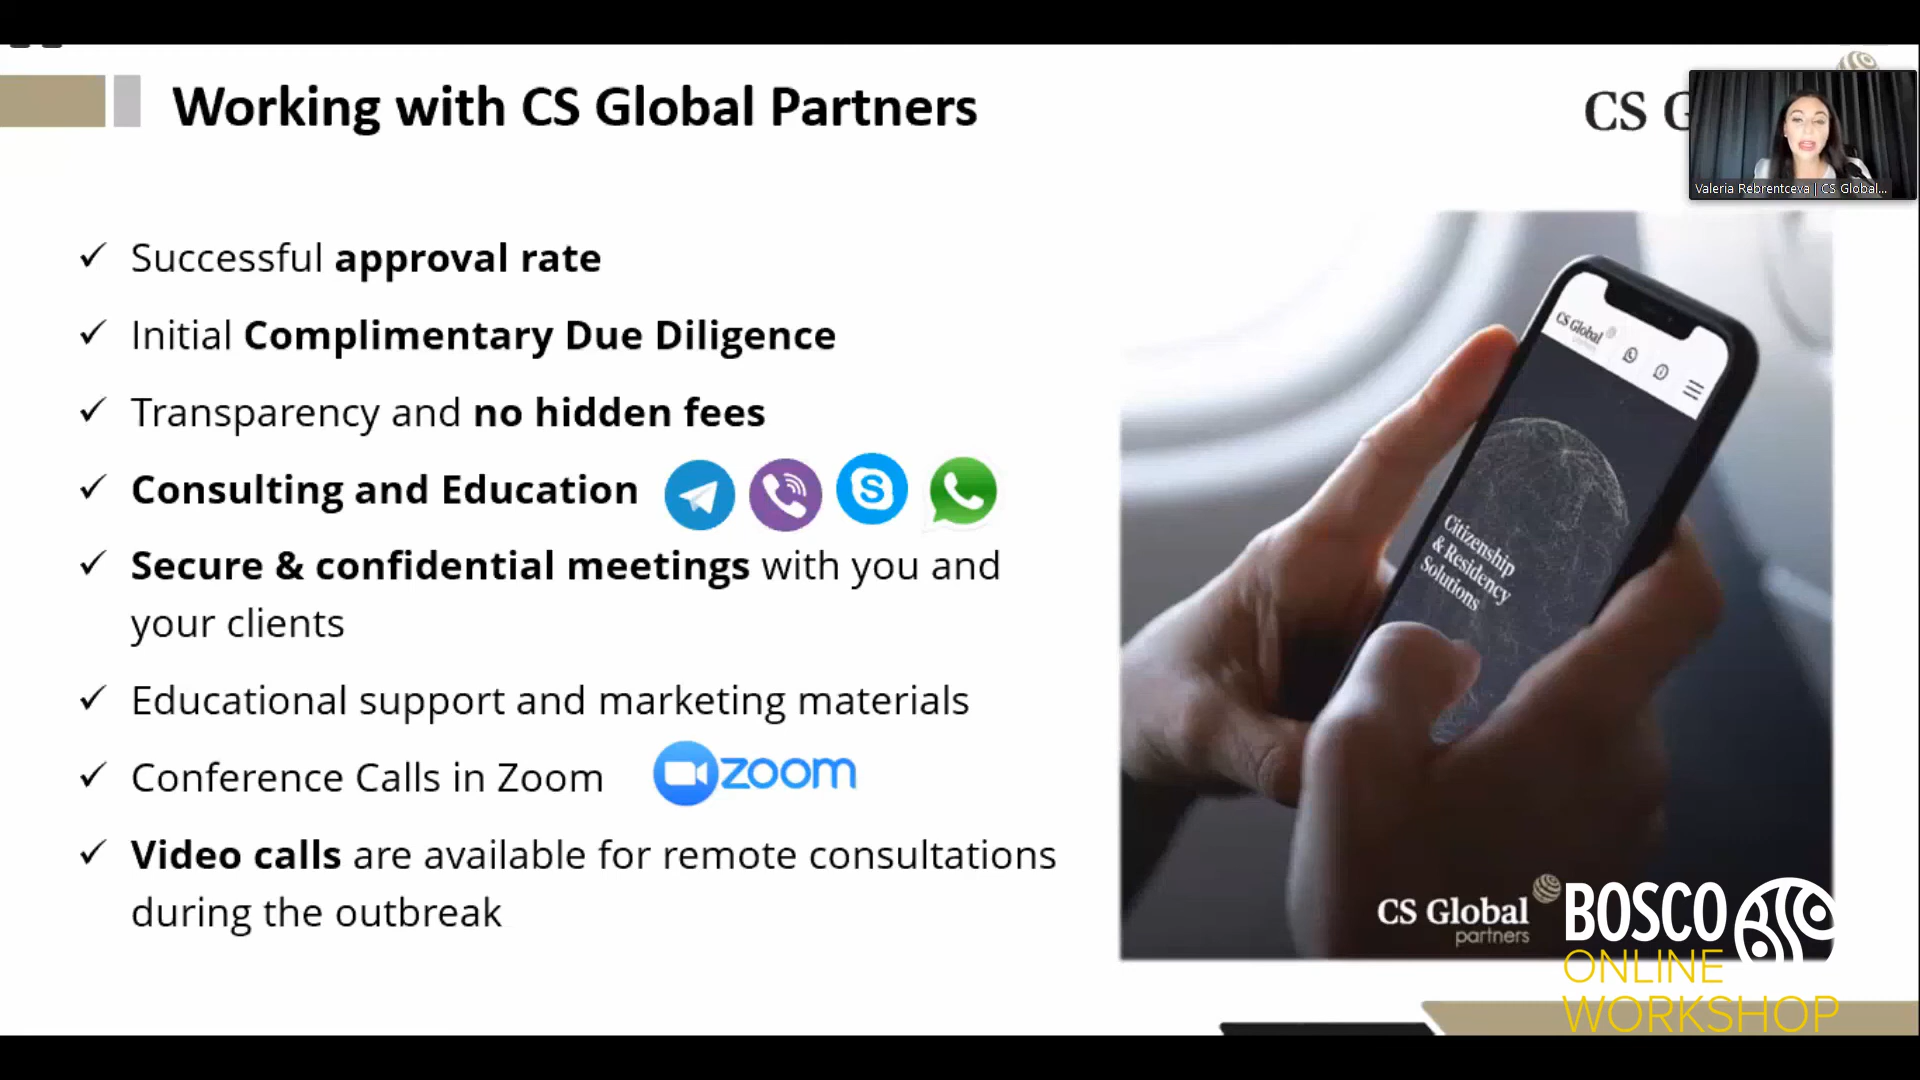 Working with CS Global Partners
CS G
Valeria Rebrentceva | CS Global...
✓ Successful approval rate
✓ Initial Complimentary Due Diligence
✓ Transparency and no hidden fees
✓ Consulting and Education
✓ Secure & confidential meetings with you and
your clients
✓ Educational support and marketing materials
✓ Conference Calls in Zoom
zoom
✓ Video calls are available for remote consultations
during the outbreak
CS Global
partners
Citizenship
& Residency
Solutions
CS Global
partners
BOSCO
ONLINE
WORKSHOP